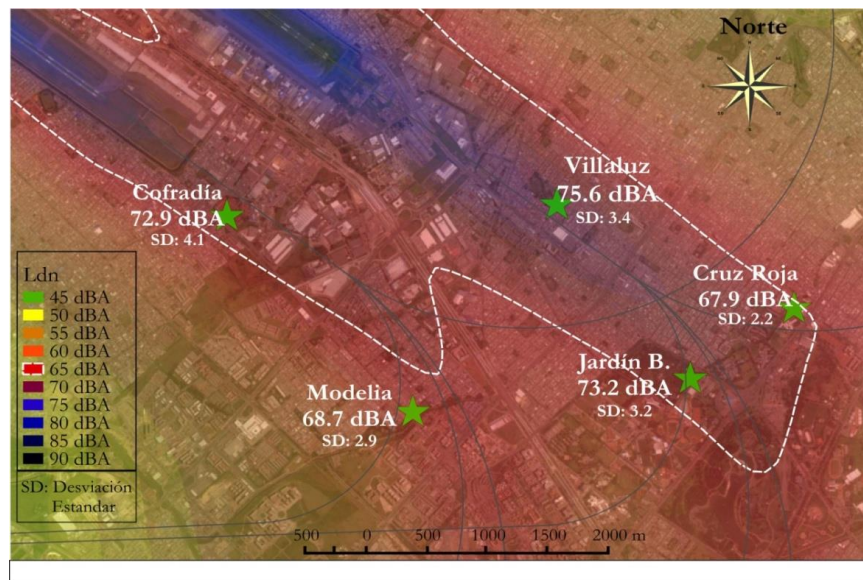 Norte
Villaluz
75.6 dBA
SD: 3.4
Cofradía
72.9 dBA
SD: 4.1
Cruz Roja
67.9 dBA
SD: 2.2
Jardín B.
73.2 dBA
SD: 3.2
Modelia
68.7 dBA
SD: 2.9
Ldn
45 dBA
50 dBA
55 dBA
60 dBA
65 dBA
70 dBA
75 dBA
80 dBA
85 dBA
90 dBA
SD: Desviación
Estandar
500 0 500 1000 1500 2000 m